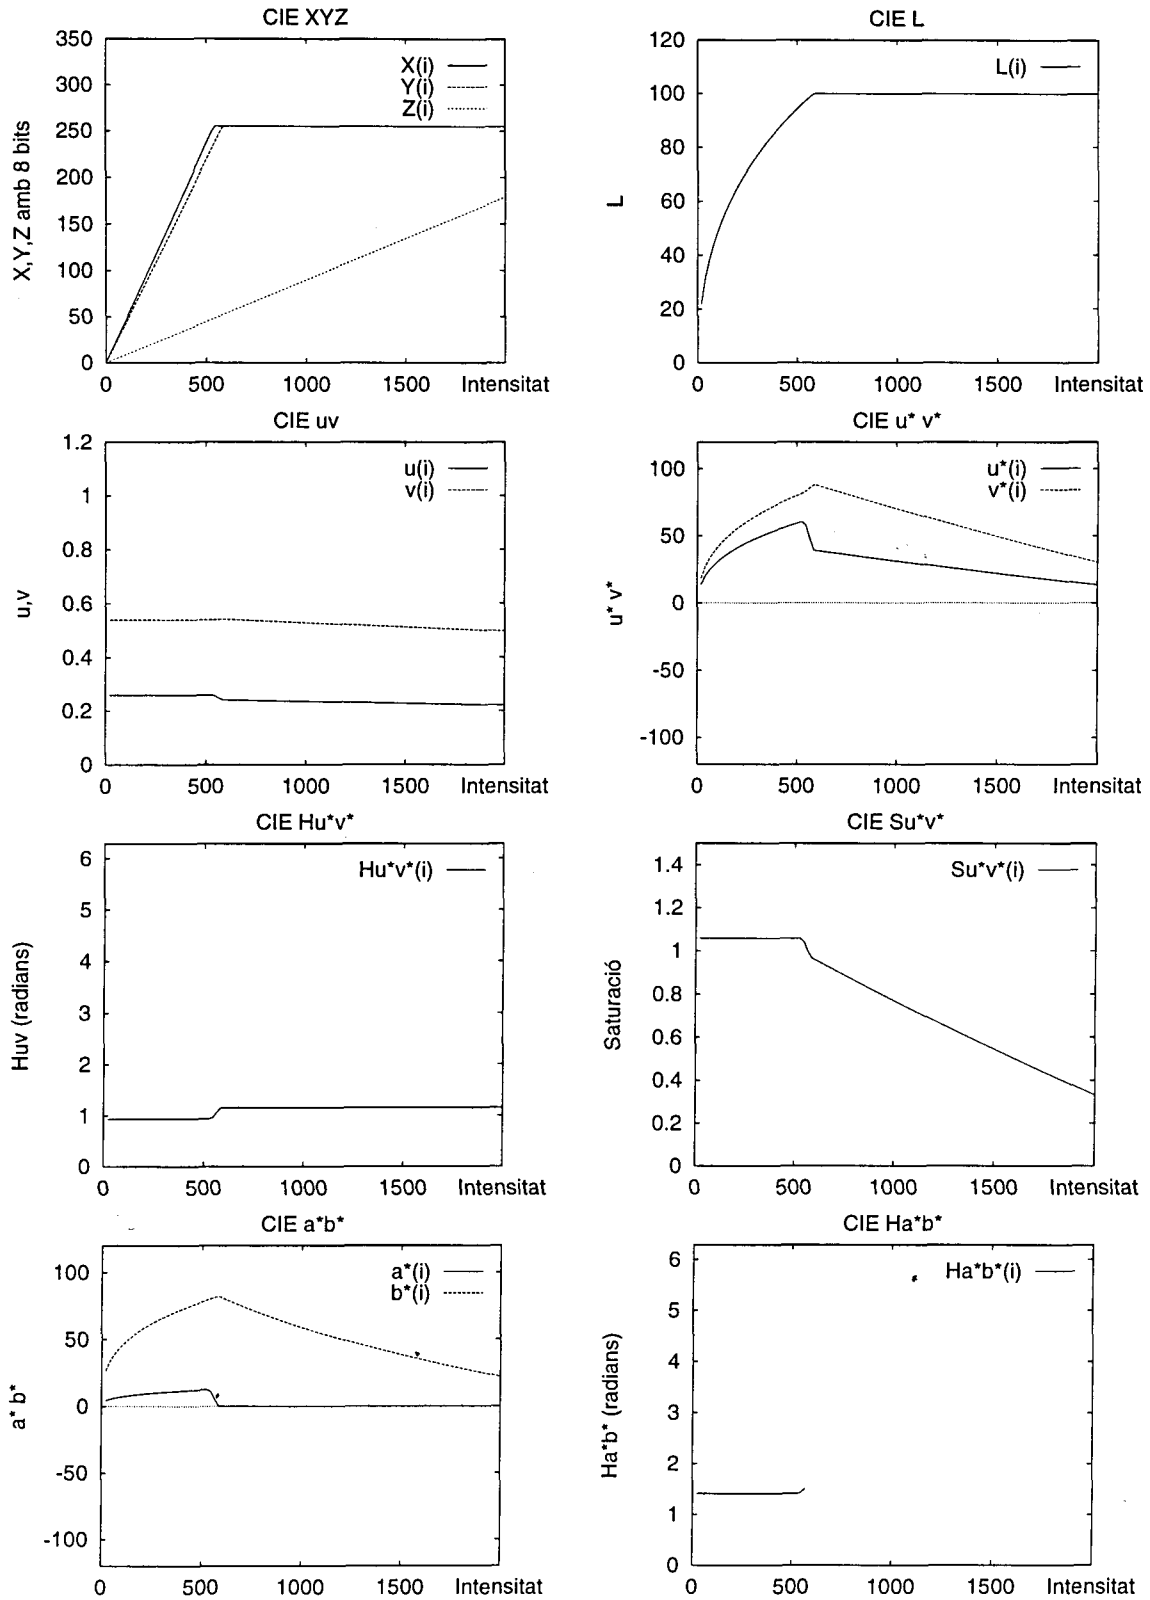 CIE XYZ
350
300
250
200
150
100
50
0
X,Y,Z amb 8 bits
X(i)
Y(i)
Z(i)
0 500 1000 1500 Intensitat
CIE L
120
100
80
60
40
20
0
L
L(i)
0 500 1000 1500 Intensitat
CIE uv
1.2
1
0.8
0.6
0.4
0.2
0
u,v
u(i)
v(i)
0 500 1000 1500 Intensitat
CIE u* v*
100
50
0
-50
-100
u* v*
u*(i)
v*(i)
0 500 1000 1500 Intensitat
CIE Hu*v*
6
5
4
3
2
1
0
Huv (radians)
Hu*v*(i)
0 500 1000 1500 Intensitat
CIE Su*v*
1.4
1.2
1
0.8
0.6
0.4
0.2
0
Saturació
Su*v*(i)
0 500 1000 1500 Intensitat
CIE a*b*
100
50
0
-50
-100
a* b*
a*(i)
b*(i)
0 500 1000 1500 Intensitat
CIE Ha*b*
6
5
4
3
2
1
0
Ha*b* (radians)
Ha*b*(i)
0 500 1000 1500 Intensitat